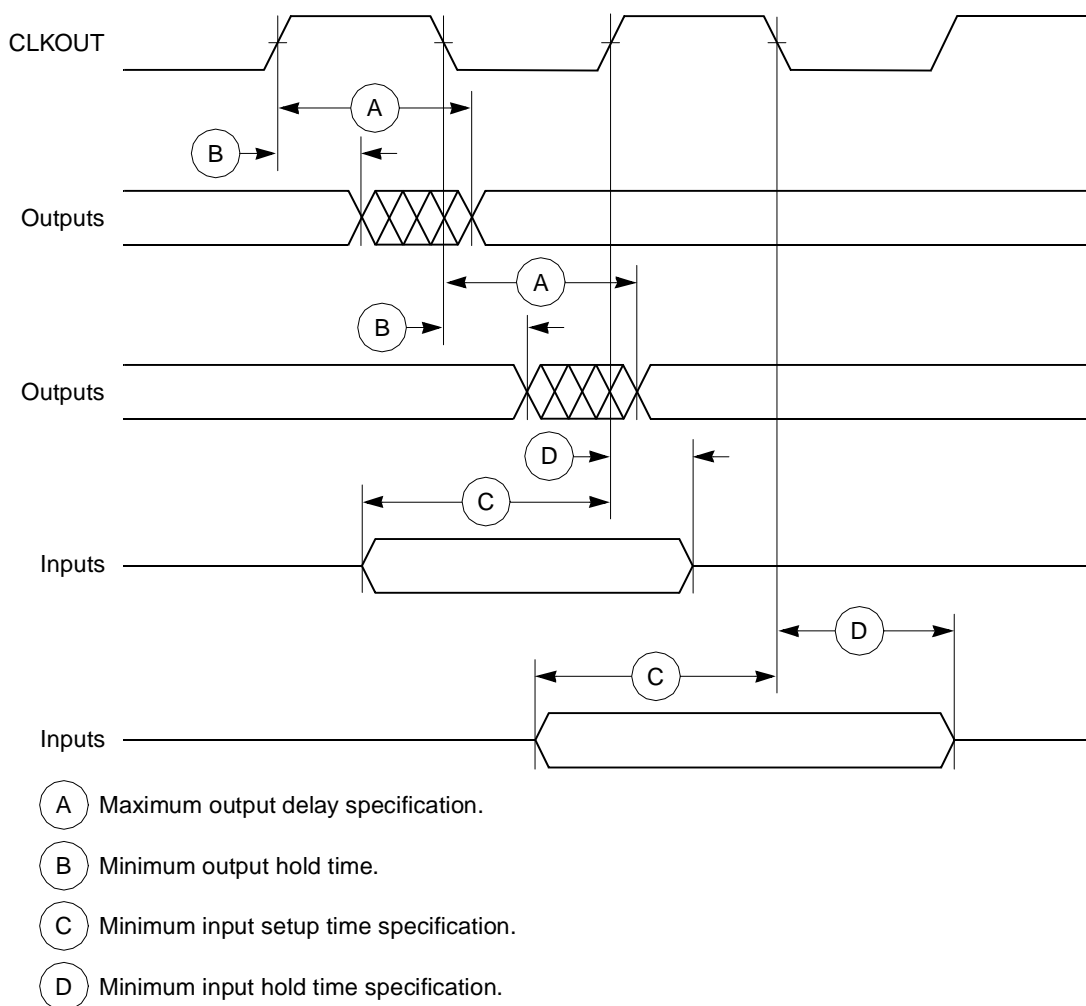 CLKOUT
A
B
Outputs
A
B
Outputs
D
C
Inputs
D
C
Inputs
A Maximum output delay specification.
B Minimum output hold time.
C Minimum input setup time specification.
D Minimum input hold time specification.